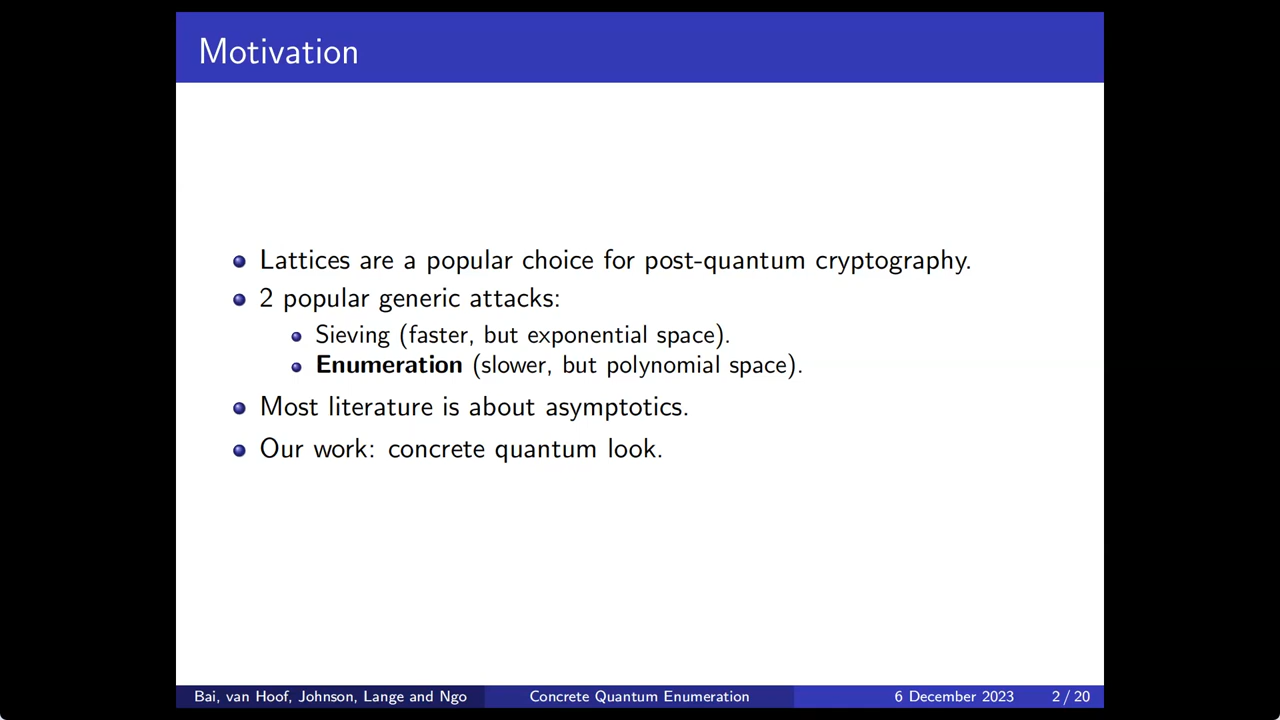 Motivation
Lattices are a popular choice for post-quantum cryptography.
2 popular generic attacks:
Sieving (faster, but exponential space).
Enumeration (slower, but polynomial space).
Most literature is about asymptotics.
Our work: concrete quantum look.
Bai, van Hoof, Johnson, Lange and Ngo Concrete Quantum Enumeration 6 December 2023 2 / 20